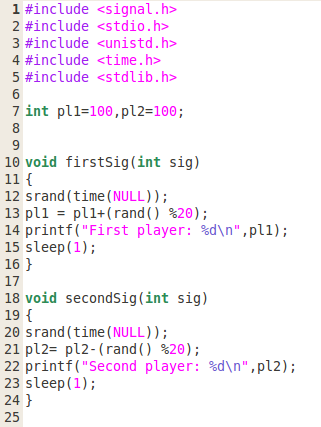 1 #include <signal.h>
2 #include <stdio.h>
3 #include <unistd.h>
4 #include <time.h>
5 #include <stdlib.h>
6
7 int pl1=100,pl2=100;
8
9
10 void firstSig(int sig)
11 {
12 srand(time(NULL));
13 pl1 = pl1+(rand() %20);
14 printf("First player: %d\n",pl1);
15 sleep(1);
16 }
17
18 void secondSig(int sig)
19 {
20 srand(time(NULL));
21 pl2= pl2-(rand() %20);
22 printf("Second player: %d\n",pl2);
23 sleep(1);
24 }
25